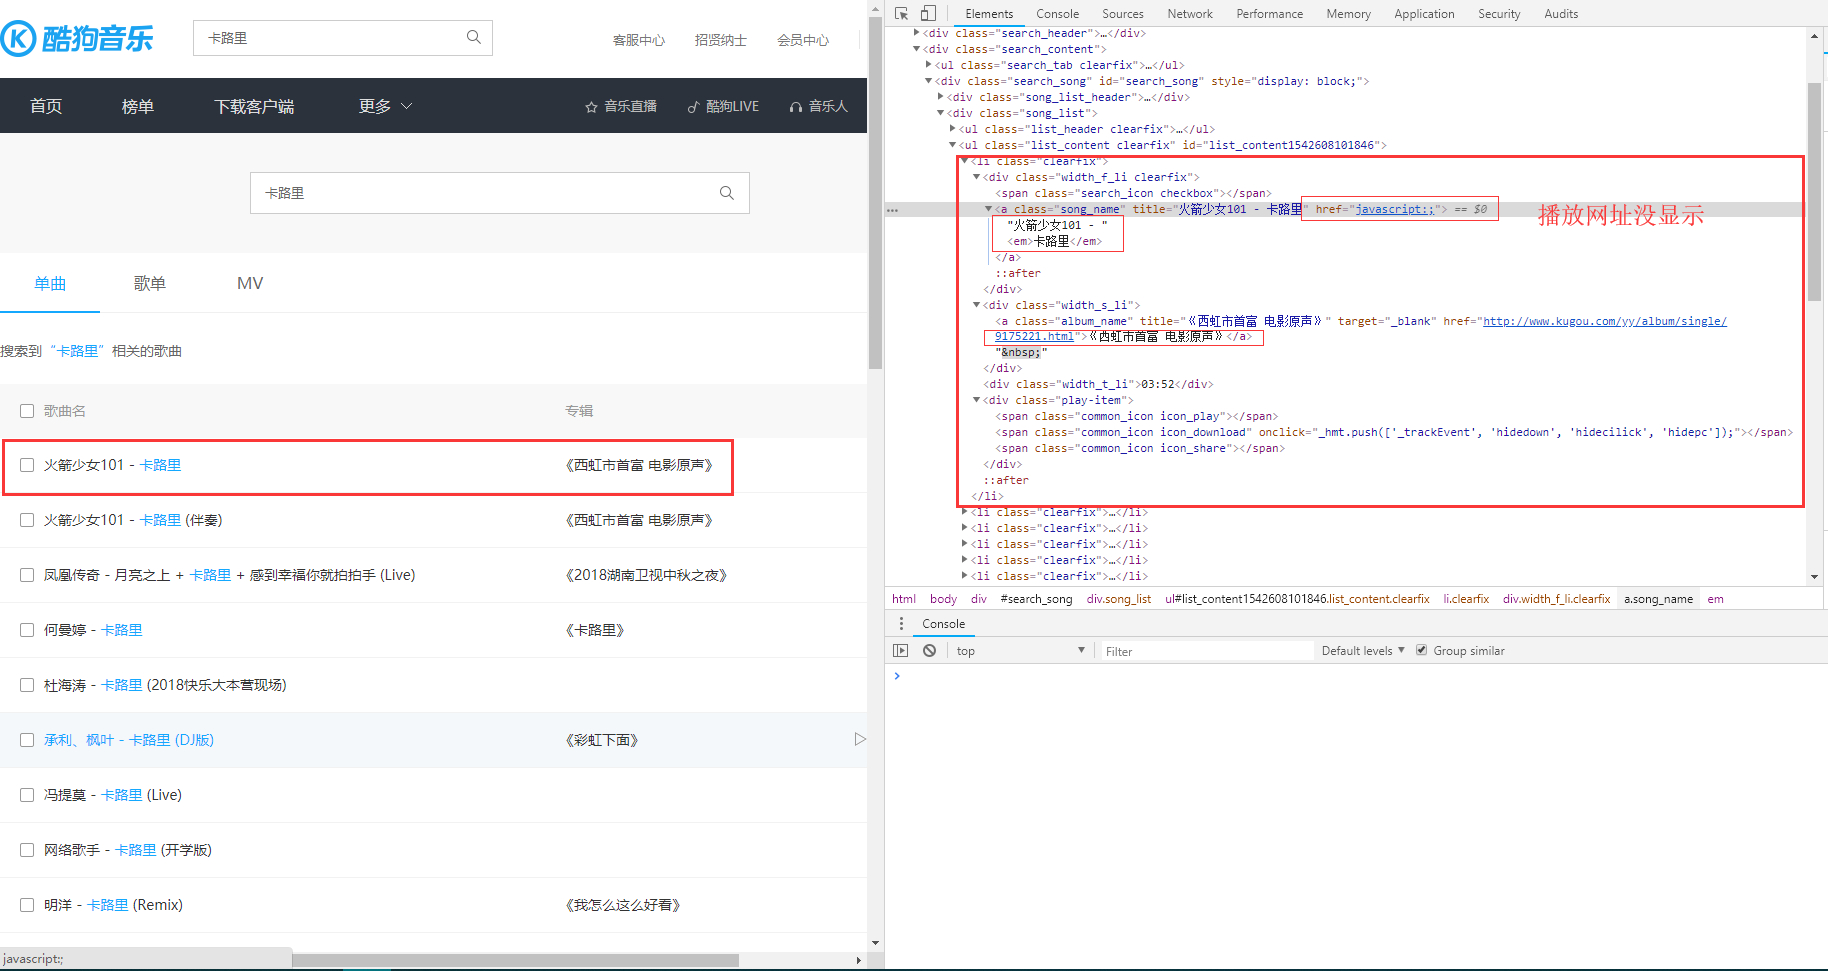 酷狗音乐
卡路里
客服中心 招贤纳士 会员中心
首页 榜单 下载客户端 更多 音乐直播 酷狗LIVE 音乐人
卡路里
单曲 歌单 MV
搜索到“卡路里”相关的歌曲
歌曲名 专辑
火箭少女101 - 卡路里 《西虹市首富 电影原声》
火箭少女101 - 卡路里 (伴奏) 《西虹市首富 电影原声》
凤凰传奇 - 月亮之上 + 卡路里 + 感到幸福你就拍拍手 (Live) 《2018湖南卫视中秋之夜》
何曼婷 - 卡路里 《卡路里》
杜海涛 - 卡路里 (2018快乐大本营现场)
承利、枫叶 - 卡路里 (DJ版) 《彩虹下面》
冯提莫 - 卡路里 (Live)
网络歌手 - 卡路里 (开学版)
明洋 - 卡路里 (Remix) 《我怎么这么好看》
javascript:;
Elements Console Sources Network Performance Memory Application Security Audits
<div class="search_header">…</div>
<div class="search_content">
<ul class="search_tab clearfix">…</ul>
<div class="search_song" id="search_song" style="display: block;">
<div class="song_list_header">…</div>
<div class="song_list">
<ul class="list_header clearfix">…</ul>
<ul class="list_content clearfix" id="list_content1542608101846">
<li class="clearfix">
<div class="width_f_li clearfix">
<span class="search_icon checkbox"></span>
<a class="song_name" title="火箭少女101 - 卡路里" href="javascript:;"> == $0
播放网址没显示
"火箭少女101 - "
<em>卡路里</em>
</a>
::after
</div>
<div class="width_s_li">
<a class="album_name" title="《西虹市首富 电影原声》" target="_blank" href="http://www.kugou.com/yy/album/single/
9175221.html">《西虹市首富 电影原声》</a>
"&nbsp;"
</div>
<div class="width_t_li">03:52</div>
<div class="play-item">
<span class="common_icon icon_play"></span>
<span class="common_icon icon_download" onclick="_hmt.push(['_trackEvent', 'hidedown', 'hidecilick', 'hidepc']);"></span>
<span class="common_icon icon_share"></span>
</div>
::after
</li>
<li class="clearfix">…</li>
<li class="clearfix">…</li>
<li class="clearfix">…</li>
<li class="clearfix">…</li>
<li class="clearfix">…</li>
html body div #search_song div.song_list ul#list_content1542608101846.list_content.clearfix li.clearfix div.width_f_li.clearfix a.song_name em
Console
top Filter Default levels Group similar